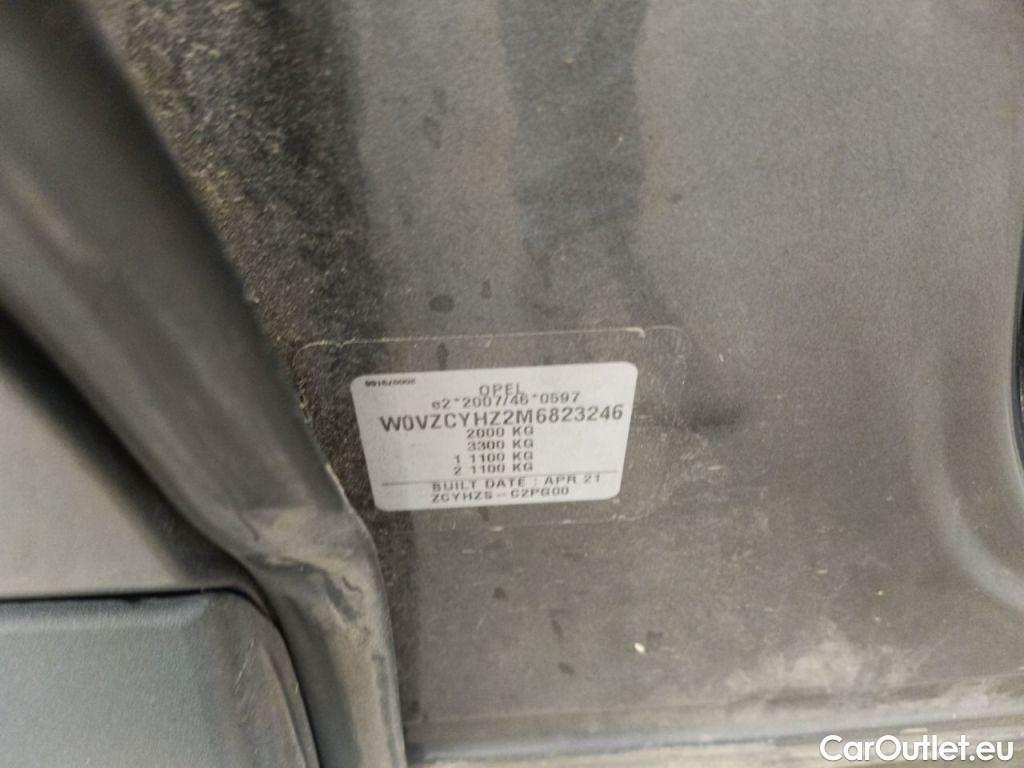 200079166
OPEL
e2*2007/46*0597
W0VZCYHZ2M6823246
2000 KG
3300 KG
1 1100 KG
2 1100 KG
BUILT DATE : APR 21
ZCYHZS - C2PG00
CarOutlet.eu